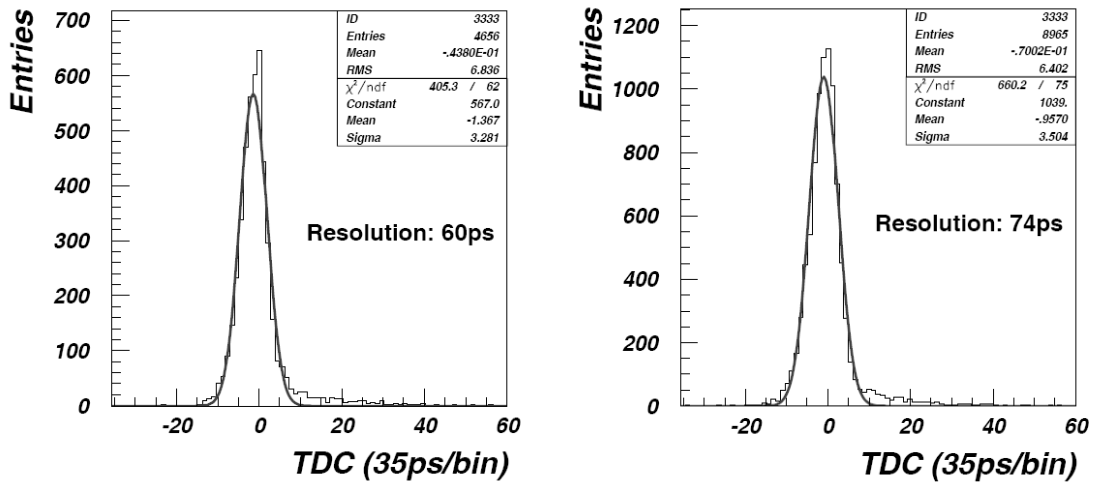 Entries
700
600
500
400
300
200
100
0
-20
0
20
40
60
TDC (35ps/bin)
ID 3333
Entries 4656
Mean -.4380E-01
RMS 6.836
χ²/ndf 405.3 / 62
Constant 567.0
Mean -1.367
Sigma 3.281
Resolution: 60ps
Entries
1200
1000
800
600
400
200
0
-20
0
20
40
60
TDC (35ps/bin)
ID 3333
Entries 8965
Mean -.7002E-01
RMS 6.402
χ²/ndf 660.2 / 75
Constant 1039.
Mean -.9570
Sigma 3.504
Resolution: 74ps